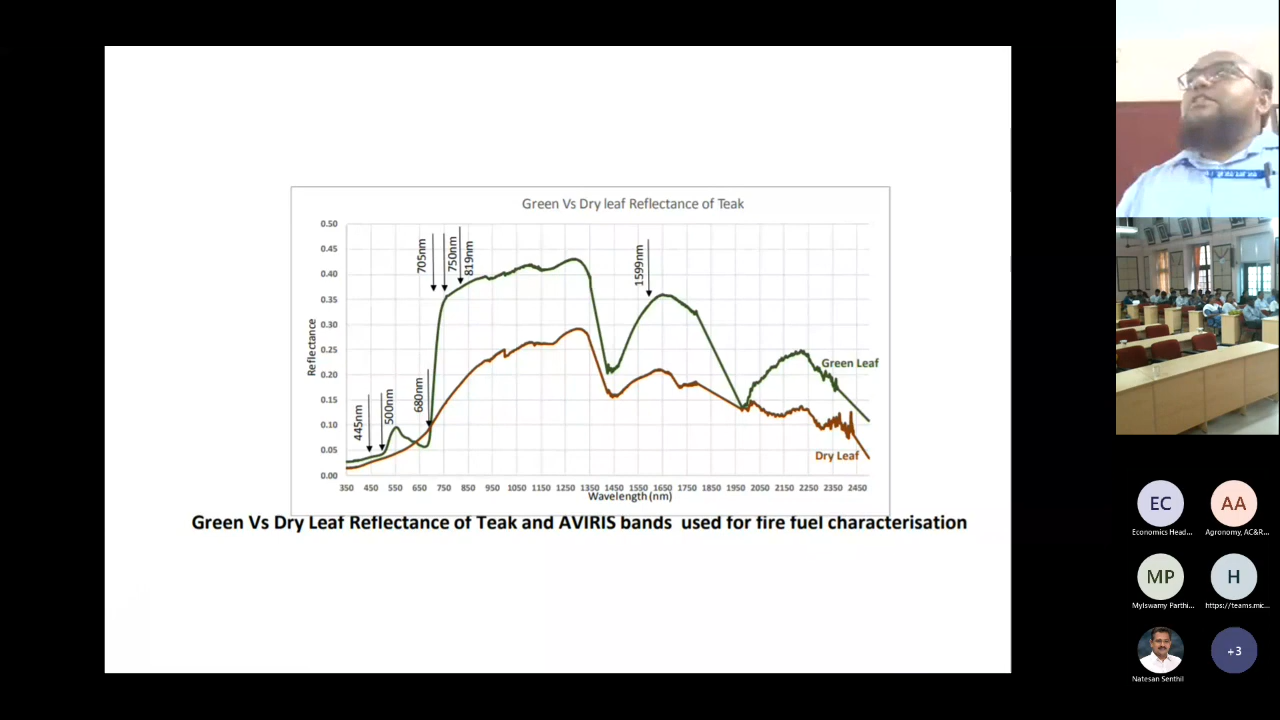 Green Vs Dry leaf Reflectance of Teak
0.50
0.45
0.40
0.35
0.30
0.25
0.20
0.15
0.10
0.05
0.00
Reflectance
445nm
500nm
680nm
705nm
750nm
819nm
1599nm
Green Leaf
Dry Leaf
350 450 550 650 750 850 950 1050 1150 1250 1350 1450 1550 1650 1750 1850 1950 2050 2150 2250 2350 2450
Wavelength (nm)
Green Vs Dry Leaf Reflectance of Teak and AVIRIS bands used for fire fuel characterisation
EC AA
Economics Head... Agronomy, AC&R...
MP H
Mylswamy Parthi... https://teams.mic...
+3
Natesan Senthil